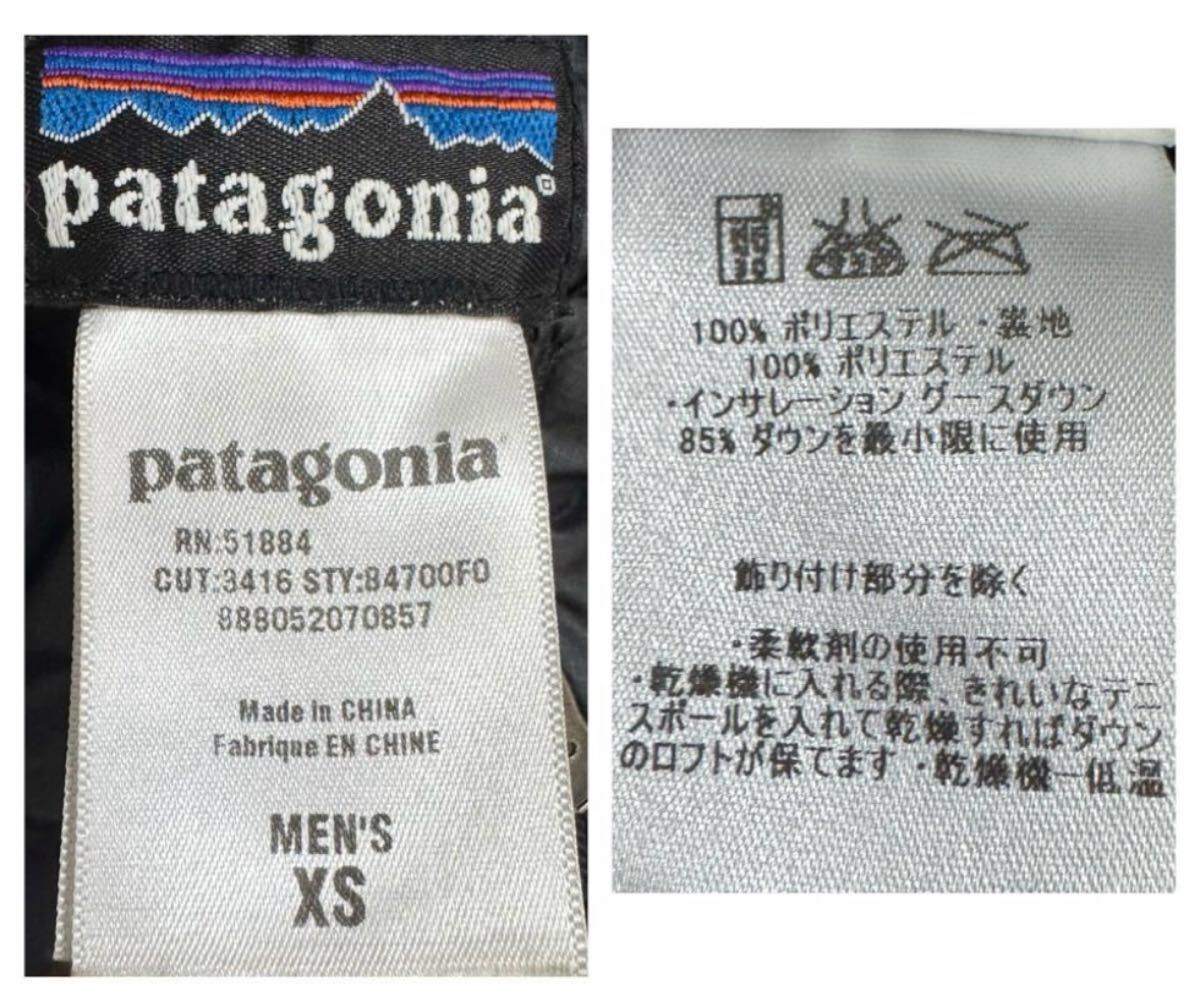 patagonia
patagonia
RN:51884
CUT:3416 STY:84700F0
888052070857
Made in CHINA
Fabrique EN CHINE
MEN'S
XS
100% ポリエステル ・裏地
100% ポリエステル
・インサレーション グースダウン
85% ダウンを最小限に使用
飾り付け部分を除く
・柔軟剤の使用不可
・乾燥機に入れる際、きれいなテニ
スボールを入れて乾燥すればダウン
のロフトが保てます ・乾燥機ー低温